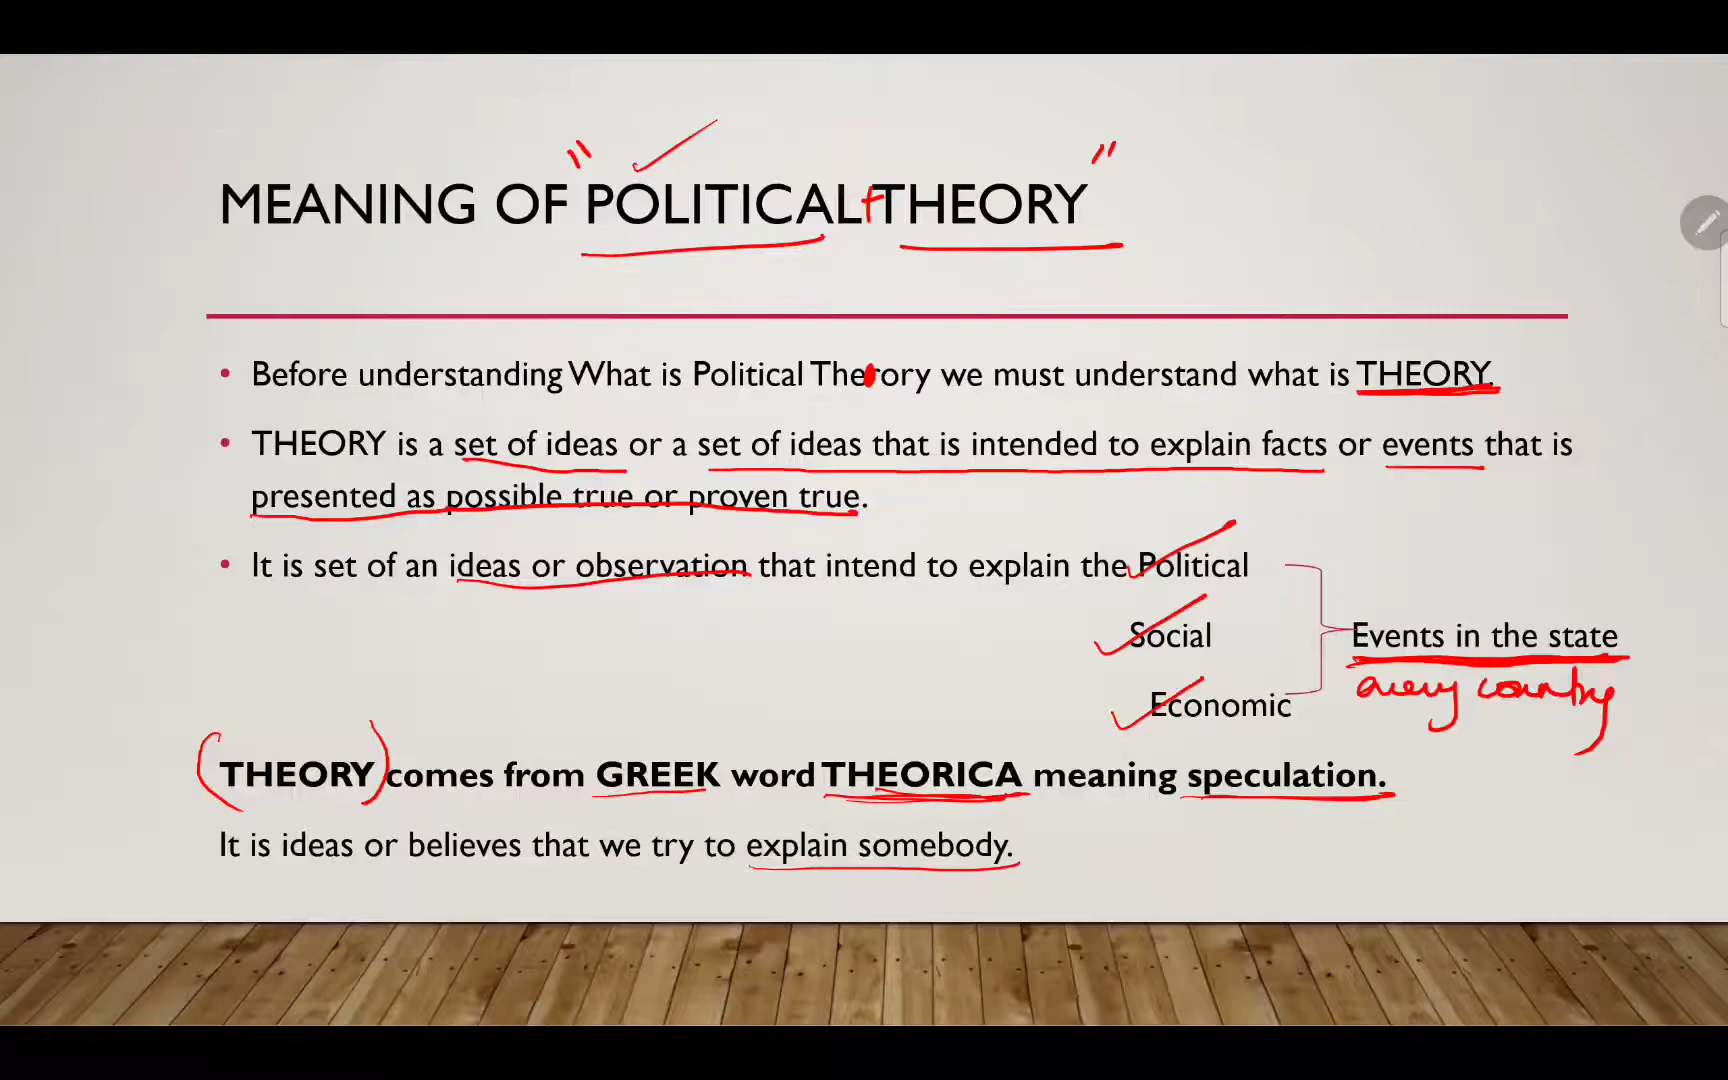 MEANING OF "POLITICAL+THEORY"
• Before understanding What is Political Theory we must understand what is THEORY.
• THEORY is a set of ideas or a set of ideas that is intended to explain facts or events that is
presented as possible true or proven true.
• It is set of an ideas or observation that intend to explain the Political
Social
Events in the state
every country
Economic
(THEORY) comes from GREEK word THEORICA meaning speculation.
It is ideas or believes that we try to explain somebody.